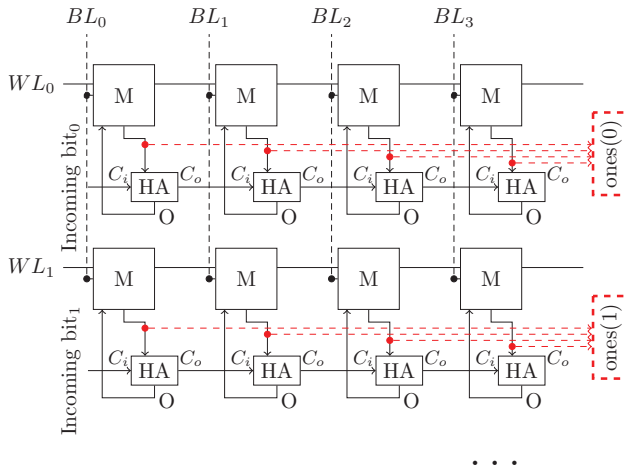 BL₀ BL₁ BL₂ BL₃
WL₀ M M M M
Incoming bit₀
ones(0)
Cᵢ HA Cₒ Cᵢ HA Cₒ Cᵢ HA Cₒ Cᵢ HA Cₒ
O O O O
WL₁ M M M M
Incoming bit₁
ones(1)
Cᵢ HA Cₒ Cᵢ HA Cₒ Cᵢ HA Cₒ Cᵢ HA Cₒ
O O O O
. . .